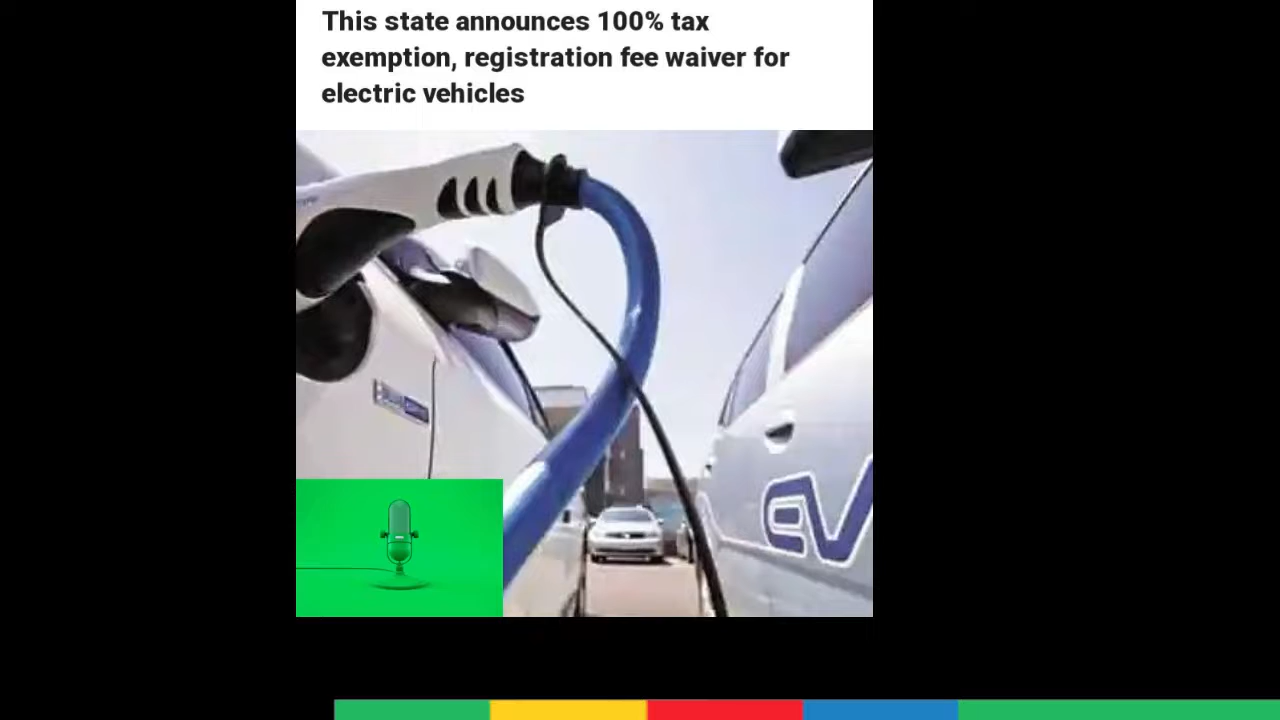 This state announces 100% tax
exemption, registration fee waiver for
electric vehicles
EV